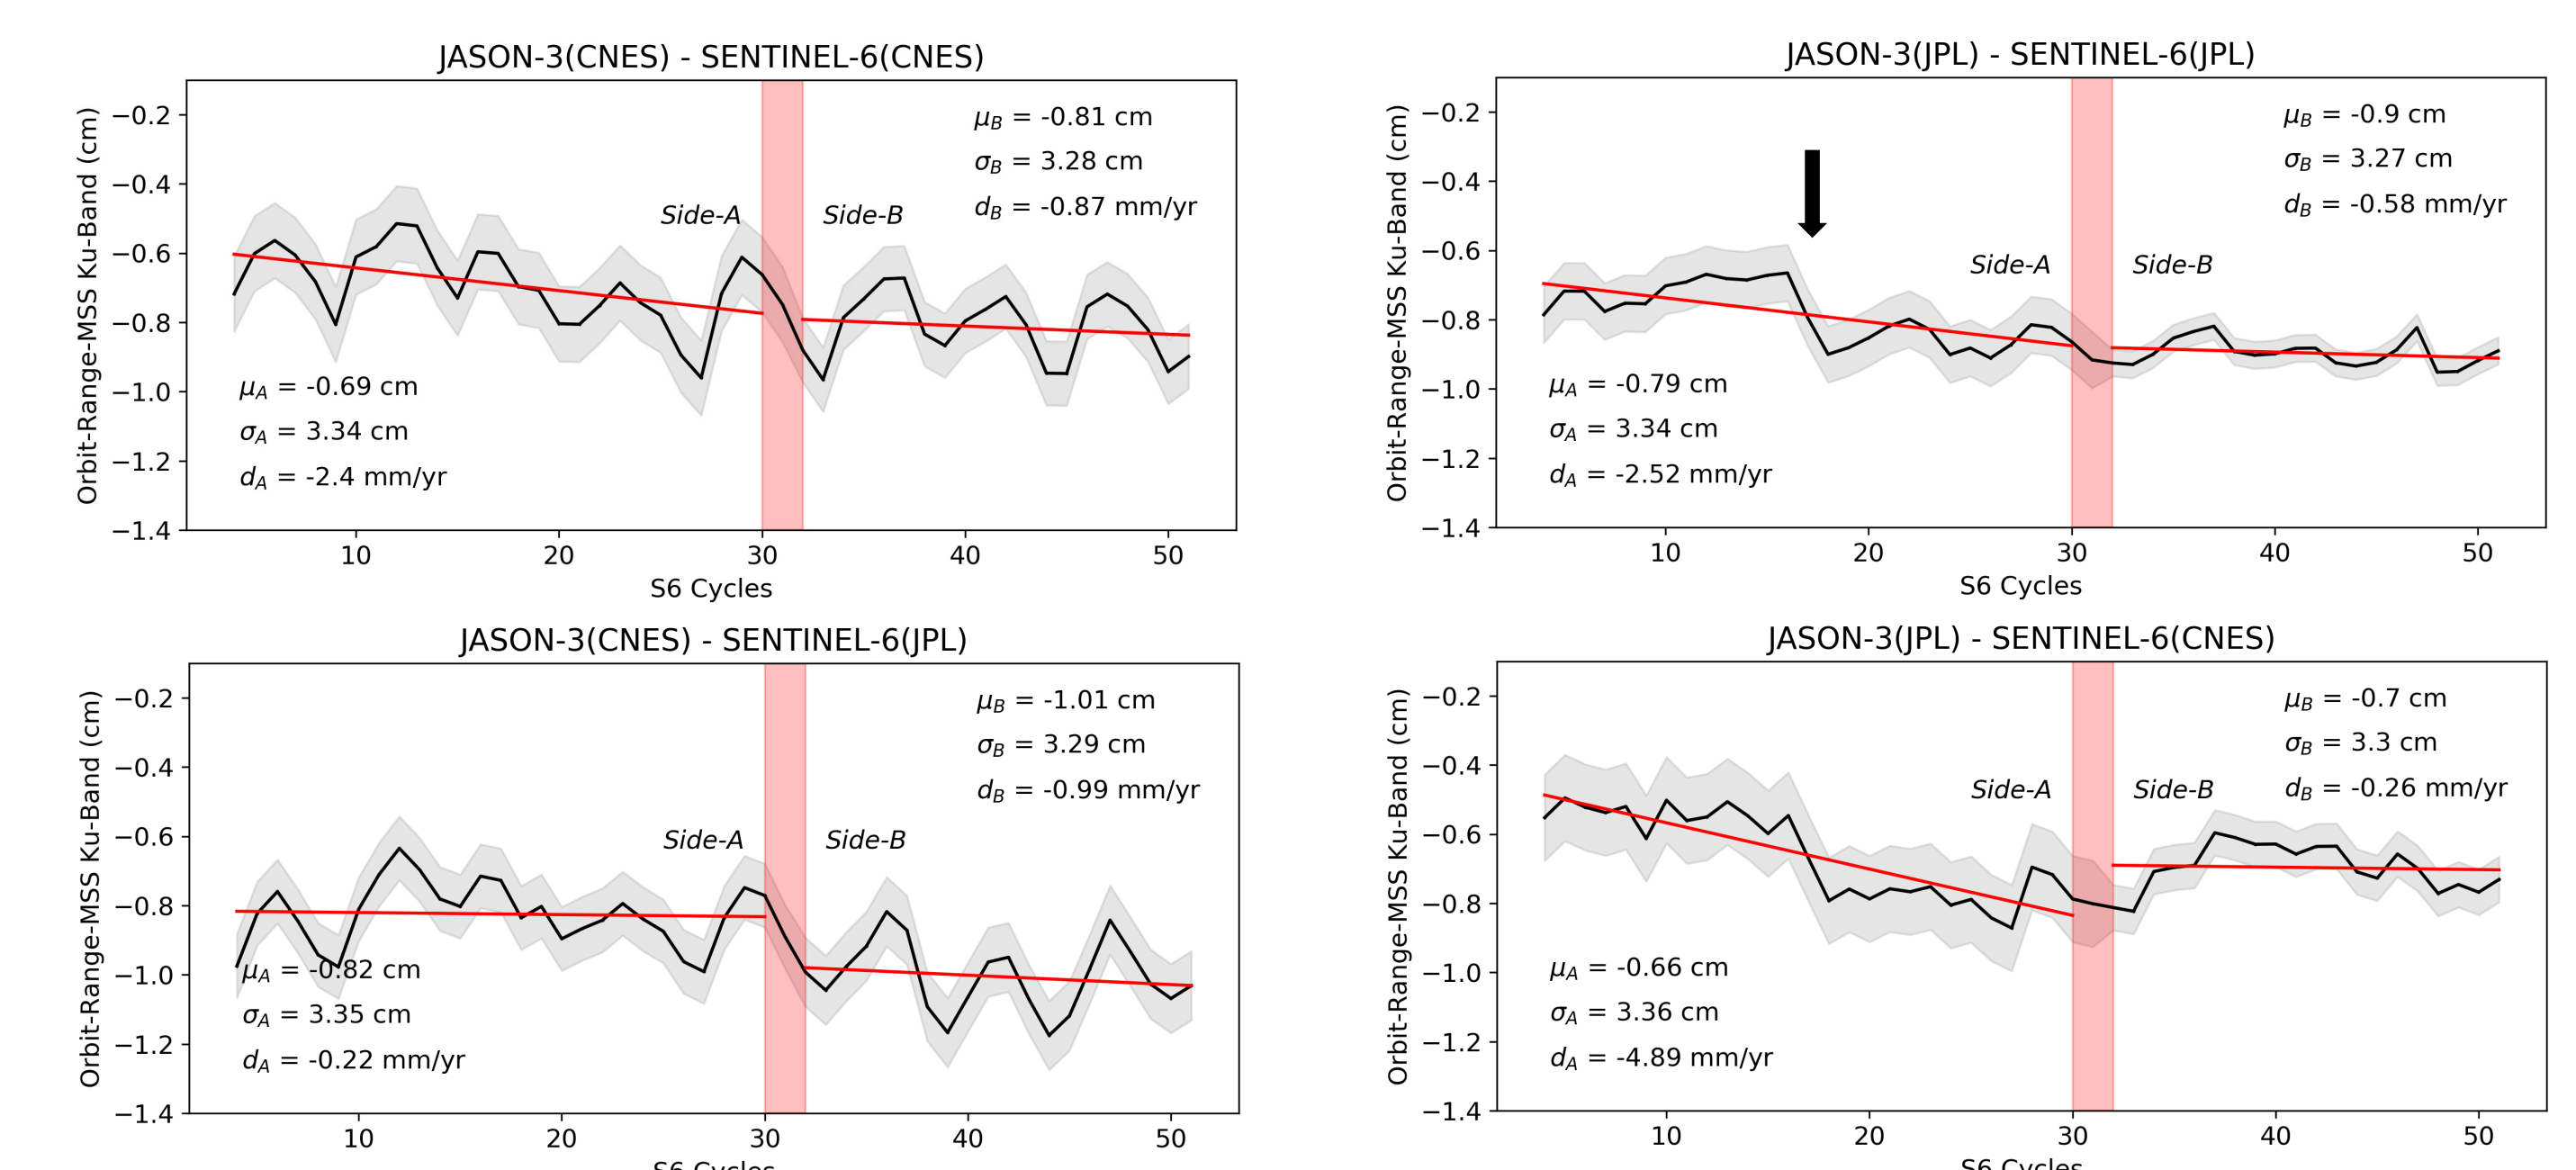 JASON-3(CNES) - SENTINEL-6(CNES)
Orbit-Range-MSS Ku-Band (cm)
−0.2
−0.4
−0.6
−0.8
−1.0
−1.2
−1.4
μB = -0.81 cm
σB = 3.28 cm
dB = -0.87 mm/yr
Side-A
Side-B
μA = -0.69 cm
σA = 3.34 cm
dA = -2.4 mm/yr
10 20 30 40 50
S6 Cycles
JASON-3(JPL) - SENTINEL-6(JPL)
Orbit-Range-MSS Ku-Band (cm)
−0.2
−0.4
−0.6
−0.8
−1.0
−1.2
−1.4
μB = -0.9 cm
σB = 3.27 cm
dB = -0.58 mm/yr
Side-A
Side-B
μA = -0.79 cm
σA = 3.34 cm
dA = -2.52 mm/yr
10 20 30 40 50
S6 Cycles
JASON-3(CNES) - SENTINEL-6(JPL)
Orbit-Range-MSS Ku-Band (cm)
−0.2
−0.4
−0.6
−0.8
−1.0
−1.2
−1.4
μB = -1.01 cm
σB = 3.29 cm
dB = -0.99 mm/yr
Side-A
Side-B
μA = -0.82 cm
σA = 3.35 cm
dA = -0.22 mm/yr
10 20 30 40 50
S6 Cycles
JASON-3(JPL) - SENTINEL-6(CNES)
Orbit-Range-MSS Ku-Band (cm)
−0.2
−0.4
−0.6
−0.8
−1.0
−1.2
−1.4
μB = -0.7 cm
σB = 3.3 cm
dB = -0.26 mm/yr
Side-A
Side-B
μA = -0.66 cm
σA = 3.36 cm
dA = -4.89 mm/yr
10 20 30 40 50
S6 Cycles